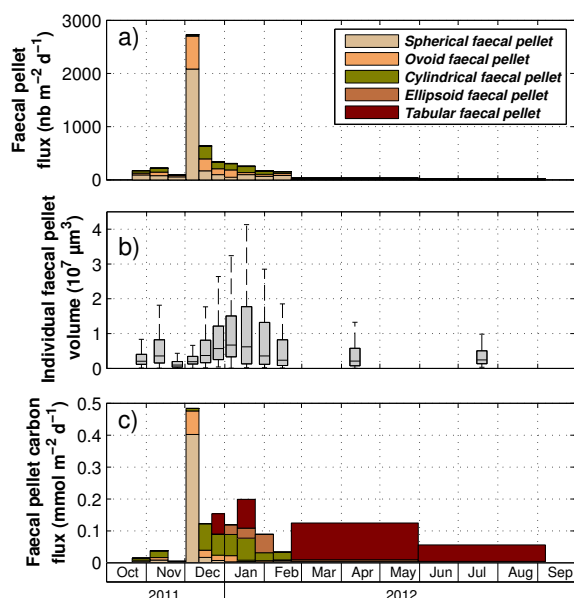 a)
Faecal pellet
flux (nb m⁻² d⁻¹)
3000
2000
1000
0
Spherical faecal pellet
Ovoid faecal pellet
Cylindrical faecal pellet
Ellipsoid faecal pellet
Tabular faecal pellet
b)
Individual faecal pellet
volume (10⁷ µm³)
4
3
2
1
0
c)
Faecal pellet carbon
flux (mmol m⁻² d⁻¹)
0.5
0.4
0.3
0.2
0.1
0
Oct Nov Dec Jan Feb Mar Apr May Jun Jul Aug Sep
2011 2012